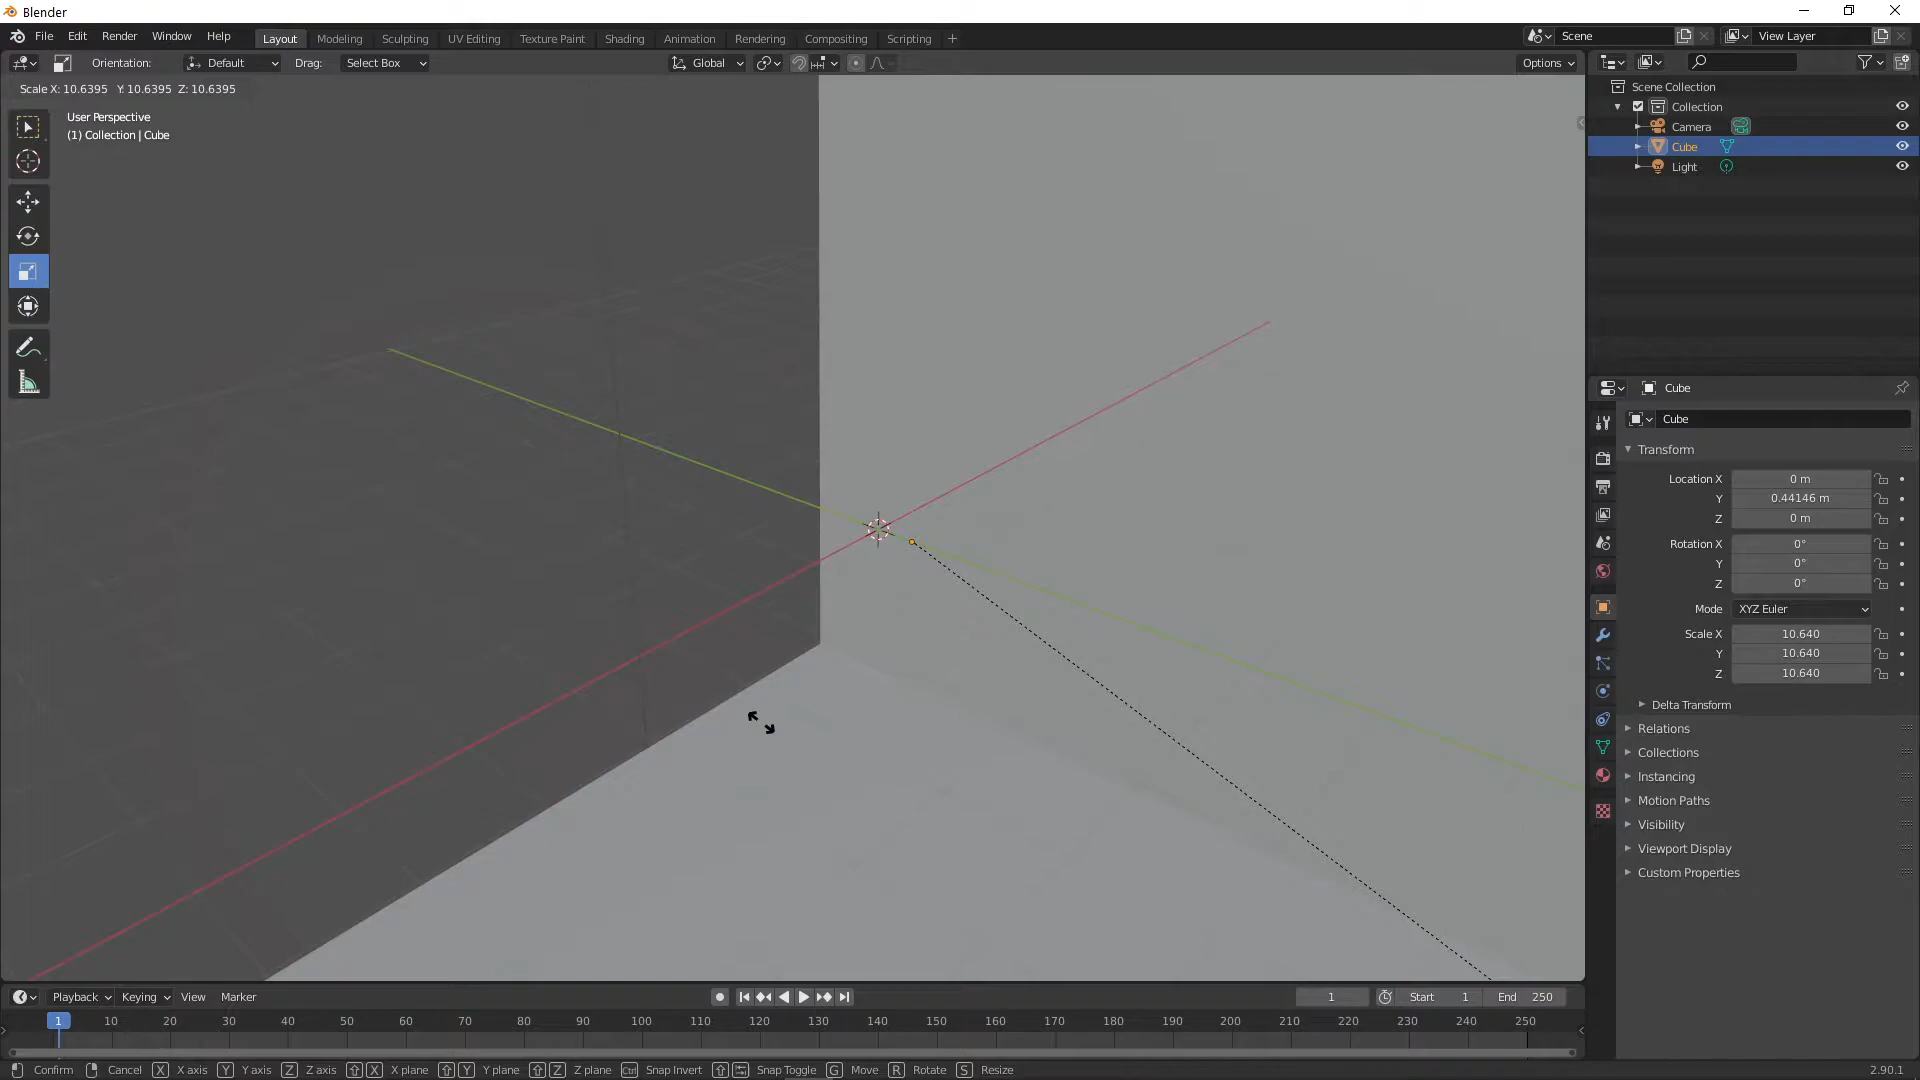 Blender
File Edit Render Window Help
Layout Modeling Sculpting UV Editing Texture Paint Shading Animation Rendering Compositing Scripting
Scene View Layer
Orientation: Default Drag: Select Box Global Options
Scale X: 10.6395 Y: 10.6395 Z: 10.6395
User Perspective
(1) Collection | Cube
Scene Collection
Collection
Camera
Cube
Light
Cube
Cube
Transform
Location X 0 m
Y 0.44146 m
Z 0 m
Rotation X 0°
Y 0°
Z 0°
Mode XYZ Euler
Scale X 10.640
Y 10.640
Z 10.640
Delta Transform
Relations
Collections
Instancing
Motion Paths
Visibility
Viewport Display
Custom Properties
Playback Keying View Marker 1 Start 1 End 250
1 10 20 30 40 50 60 70 80 90 100 110 120 130 140 150 160 170 180 190 200 210 220 230 240 250
Confirm Cancel X X axis Y Y axis Z Z axis X X plane Y Y plane Z Z plane Ctrl Snap Invert Snap Toggle G Move R Rotate S Resize 2.90.1